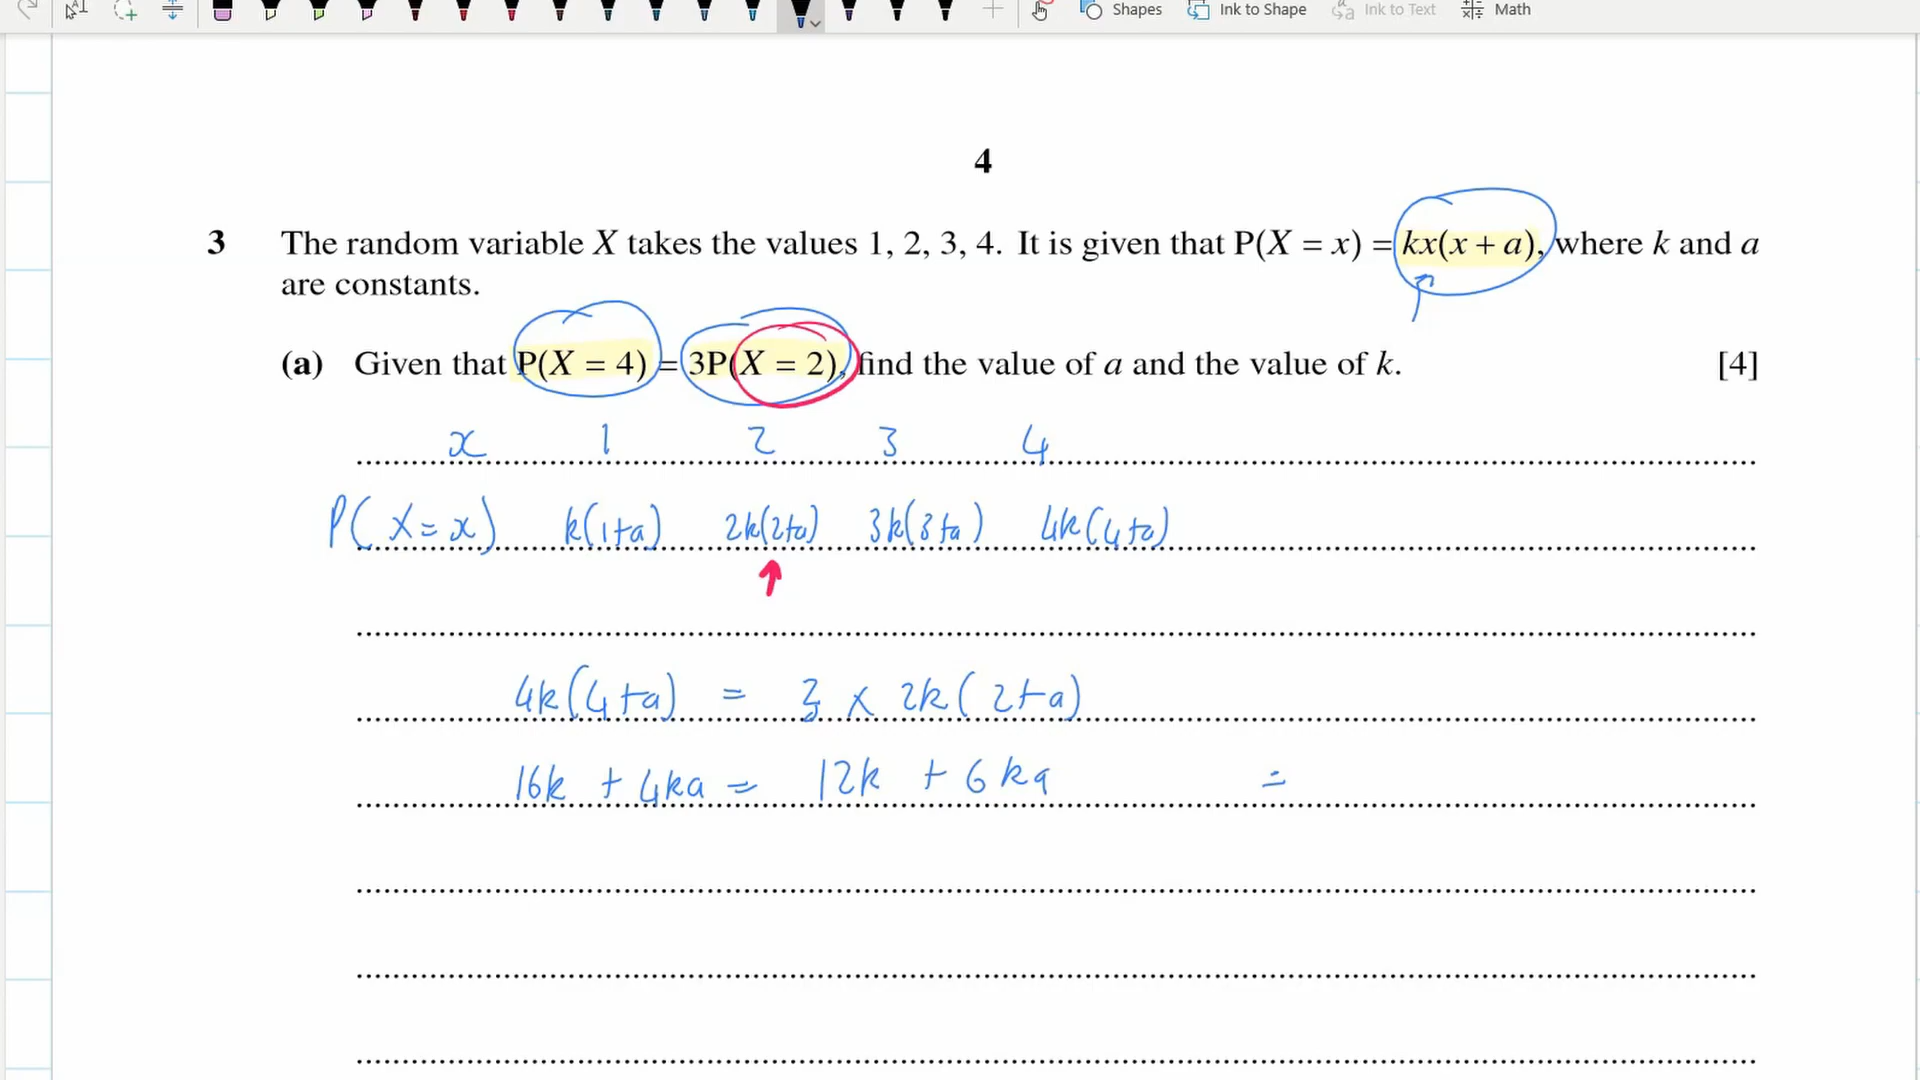 Shapes Ink to Shape Ink to Text Math
4
3 The random variable X takes the values 1, 2, 3, 4. It is given that P(X = x) = kx(x + a), where k and a
are constants.
(a) Given that P(X = 4) = 3P(X = 2), find the value of a and the value of k. [4]
x 1 2 3 4
P(X=x) k(1+a) 2k(2+a) 3k(3+a) 4k(4+a)
4k(4+a) = 3 × 2k(2+a)
16k + 4ka = 12k + 6ka =